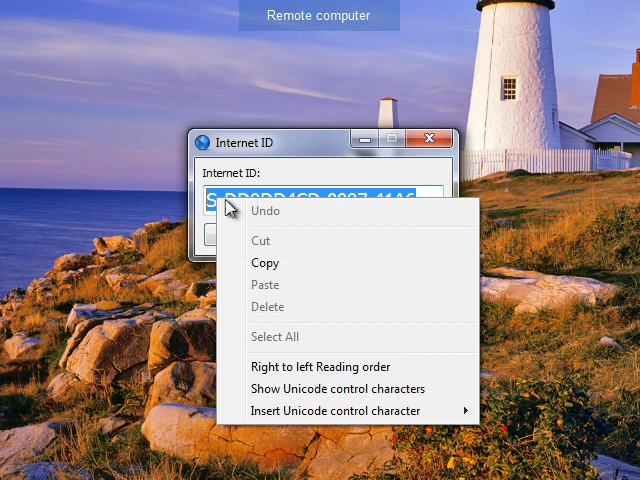 Remote computer
Internet ID
Internet ID:
Undo
Cut
Copy
Paste
Delete
Select All
Right to left Reading order
Show Unicode control characters
Insert Unicode control character